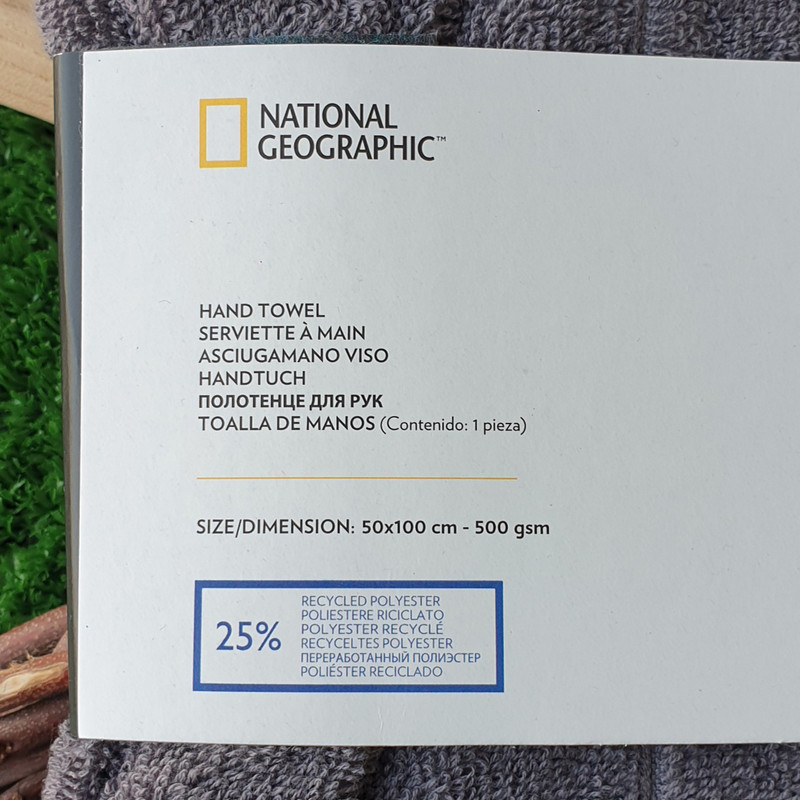 NATIONAL
GEOGRAPHIC™
HAND TOWEL
SERVIETTE À MAIN
ASCIUGAMANO VISO
HANDTUCH
ПОЛОТЕНЦЕ ДЛЯ РУК
TOALLA DE MANOS (Contenido: 1 pieza)
SIZE/DIMENSION: 50x100 cm - 500 gsm
25%
RECYCLED POLYESTER
POLIESTERE RICICLATO
POLYESTER RECYCLÉ
RECYCELTES POLYESTER
ПЕРЕРАБОТАННЫЙ ПОЛИЭСТЕР
POLIÉSTER RECICLADO